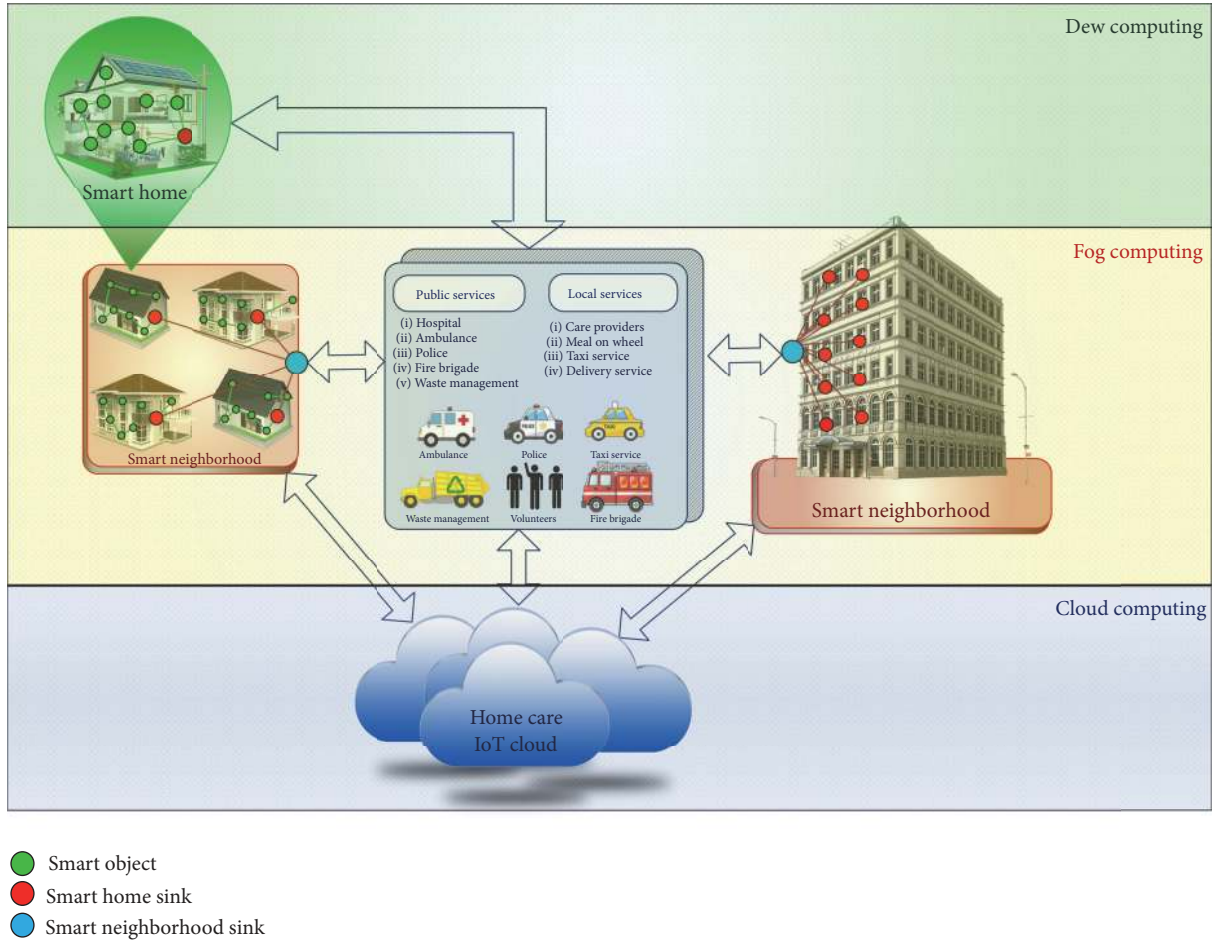 Dew computing
Smart home
Fog computing
Public services
(i) Hospital
(ii) Ambulance
(iii) Police
(iv) Fire brigade
(v) Waste management
Local services
(i) Care providers
(ii) Meal on wheel
(iii) Taxi service
(iv) Delivery service
Ambulance
Police
Taxi service
Waste management
Volunteers
Fire brigade
Smart neighborhood
Smart neighborhood
Cloud computing
Home care
IoT cloud
Smart object
Smart home sink
Smart neighborhood sink